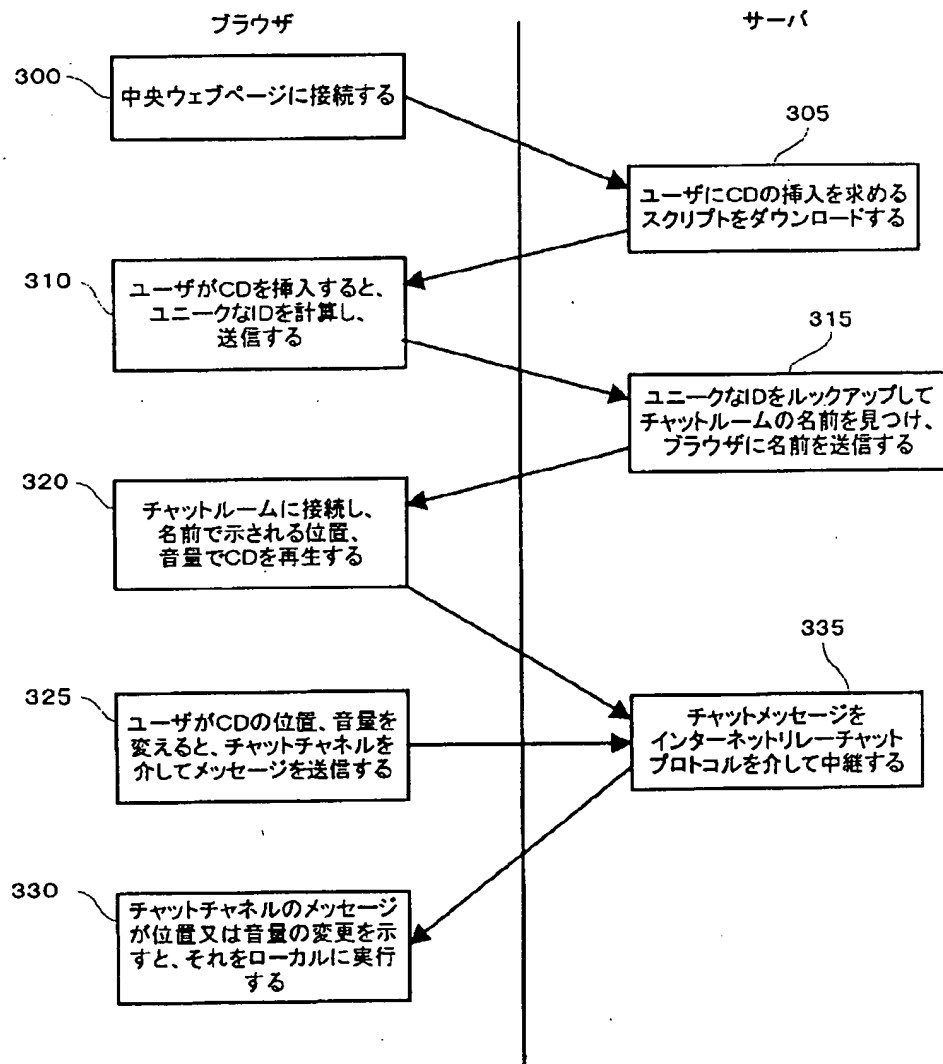 ブラウザ
サーバ
300
中央ウェブページに接続する
305
ユーザにCDの挿入を求める
スクリプトをダウンロードする
310
ユーザがCDを挿入すると、
ユニークなIDを計算し、
送信する
315
ユニークなIDをルックアップして
チャットルームの名前を見つけ、
ブラウザに名前を送信する
320
チャットルームに接続し、
名前で示される位置、
音量でCDを再生する
335
チャットメッセージを
インターネットリレーチャット
プロトコルを介して中継する
325
ユーザがCDの位置、音量を
変えると、チャットチャネルを
介してメッセージを送信する
330
チャットチャネルのメッセージ
が位置又は音量の変更を示
すと、それをローカルに実行
する